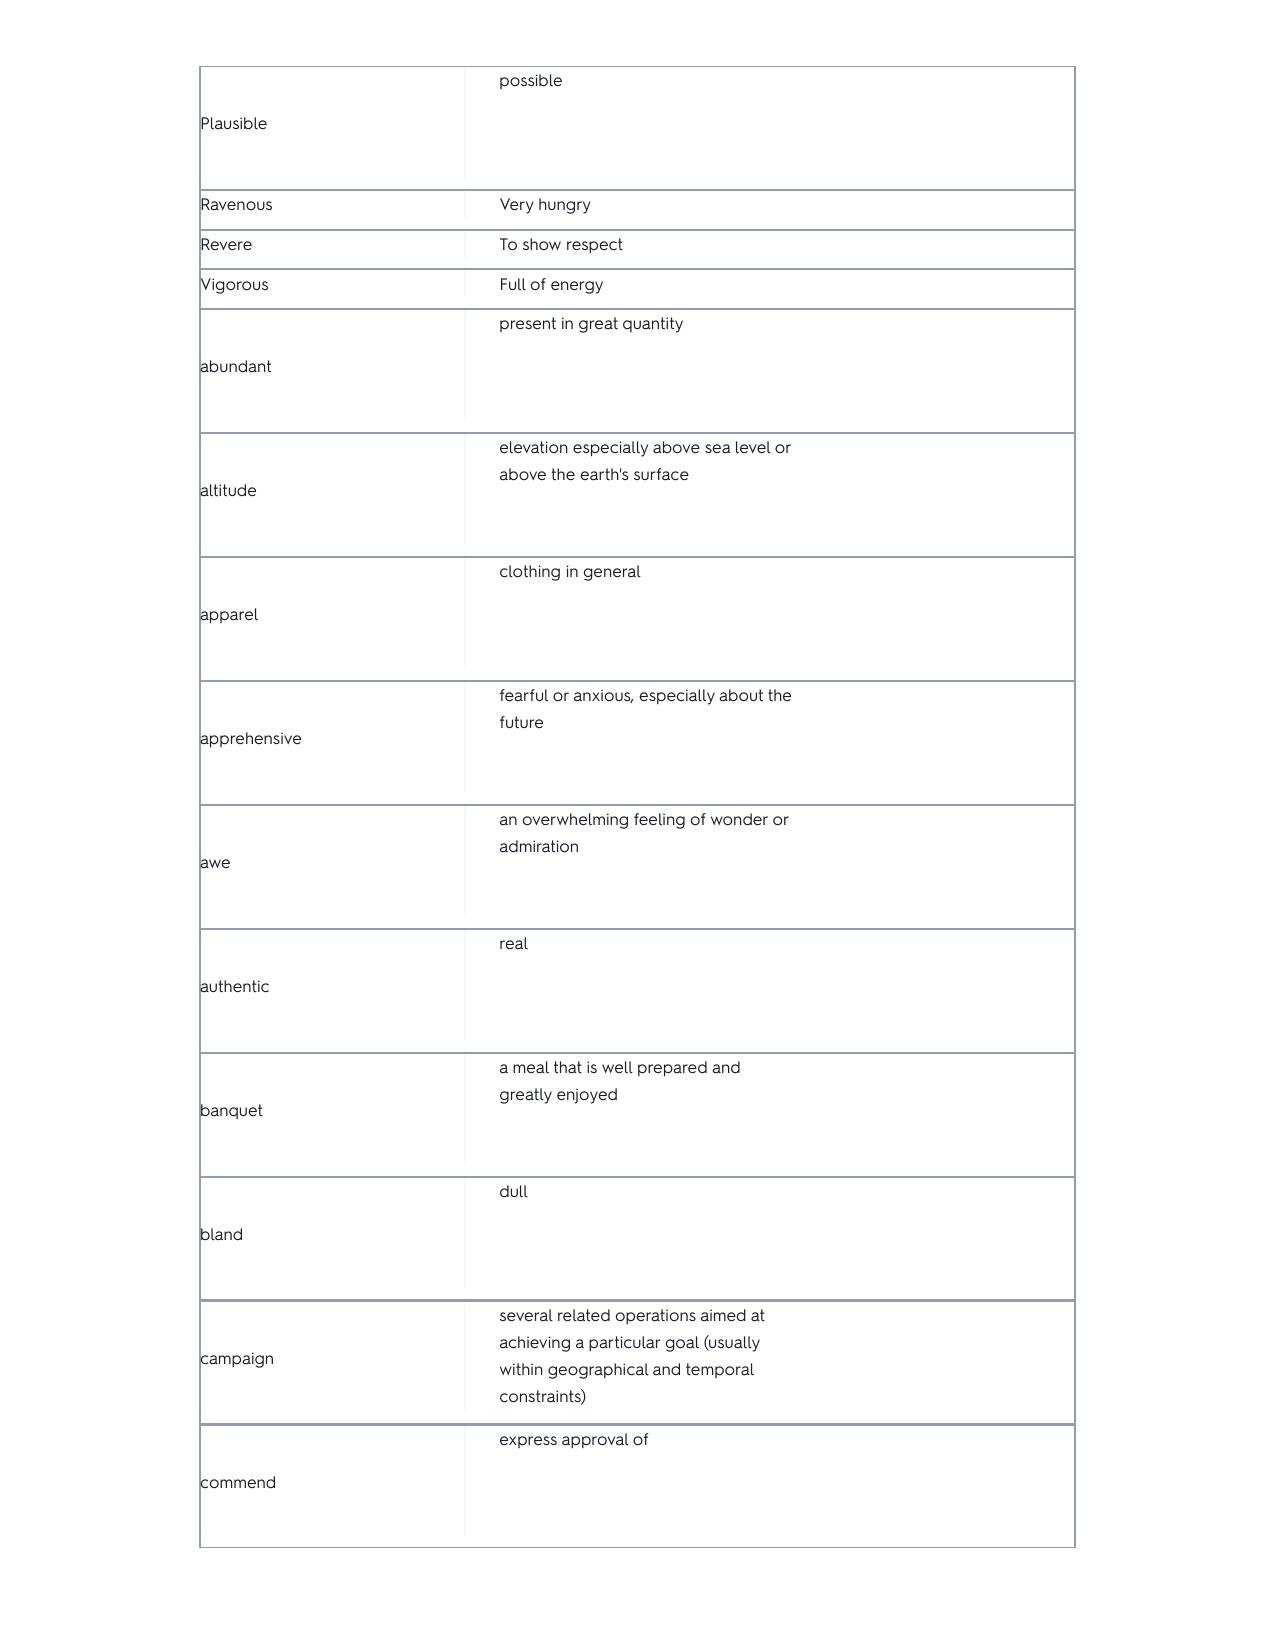 Plausible
possible
Ravenous
Very hungry
Revere
To show respect
Vigorous
Full of energy
abundant
present in great quantity
altitude
elevation especially above sea level or
above the earth's surface
apparel
clothing in general
apprehensive
fearful or anxious, especially about the
future
awe
an overwhelming feeling of wonder or
admiration
authentic
real
banquet
a meal that is well prepared and
greatly enjoyed
bland
dull
campaign
several related operations aimed at
achieving a particular goal (usually
within geographical and temporal
constraints)
commend
express approval of